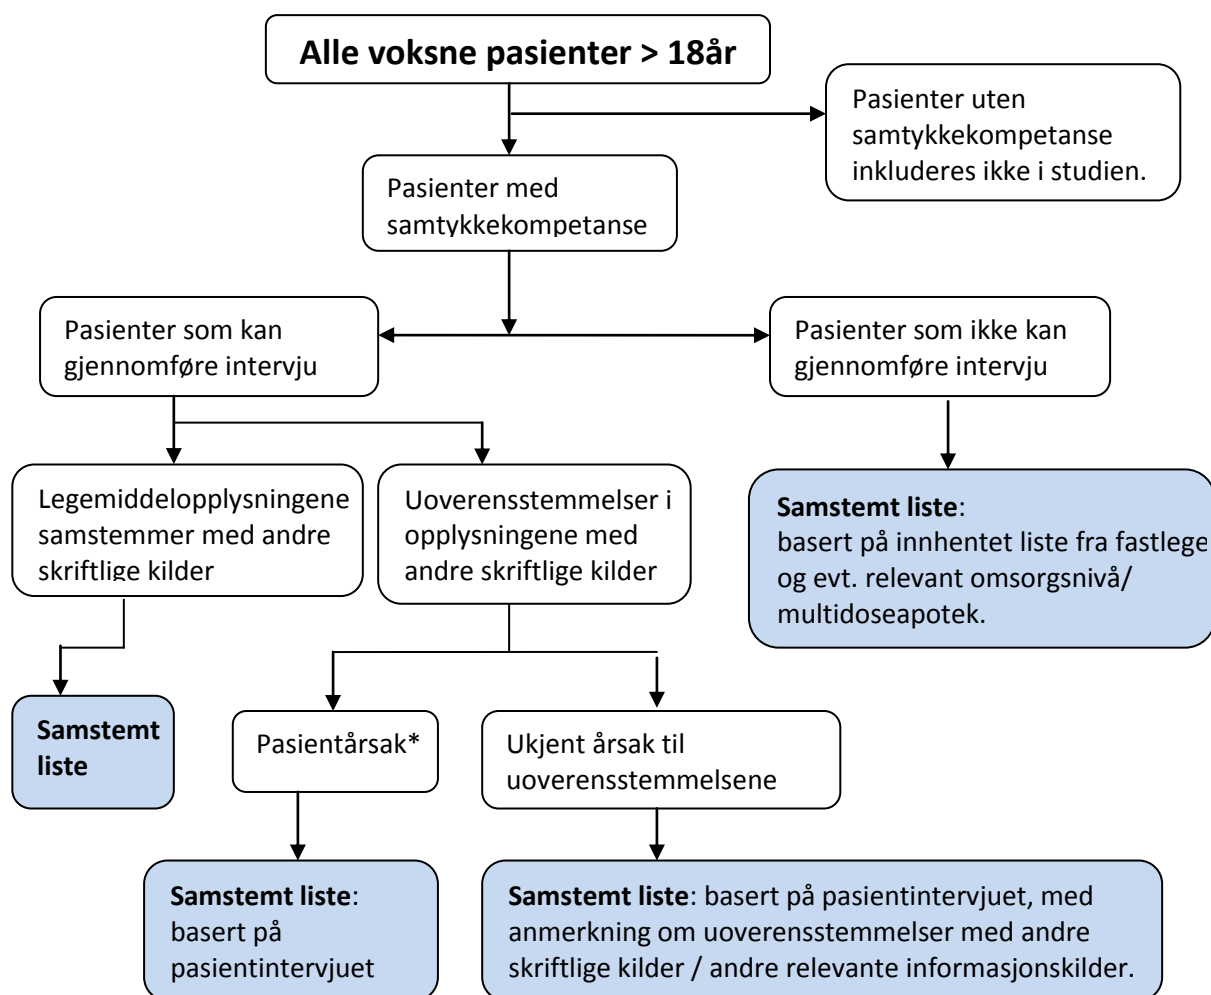 Alle voksne pasienter > 18år
Pasienter uten
samtykkekompetanse
inkluderes ikke i studien.
Pasienter med
samtykkekompetanse
Pasienter som kan
gjennomføre intervju
Pasienter som ikke kan
gjennomføre intervju
Legemiddelopplysningene
samstemmer med andre
skriftlige kilder
Uoverensstemmelser i
opplysningene med
andre skriftlige kilder
Samstemt liste:
basert på innhentet liste fra fastlege
og evt. relevant omsorgsnivå/
multidoseapotek.
Samstemt
liste
Pasientårsak*
Ukjent årsak til
uoverensstemmelsene
Samstemt liste:
basert på
pasientintervjuet
Samstemt liste: basert på pasientintervjuet, med
anmerkning om uoverensstemmelser med andre
skriftlige kilder / andre relevante informasjonskilder.